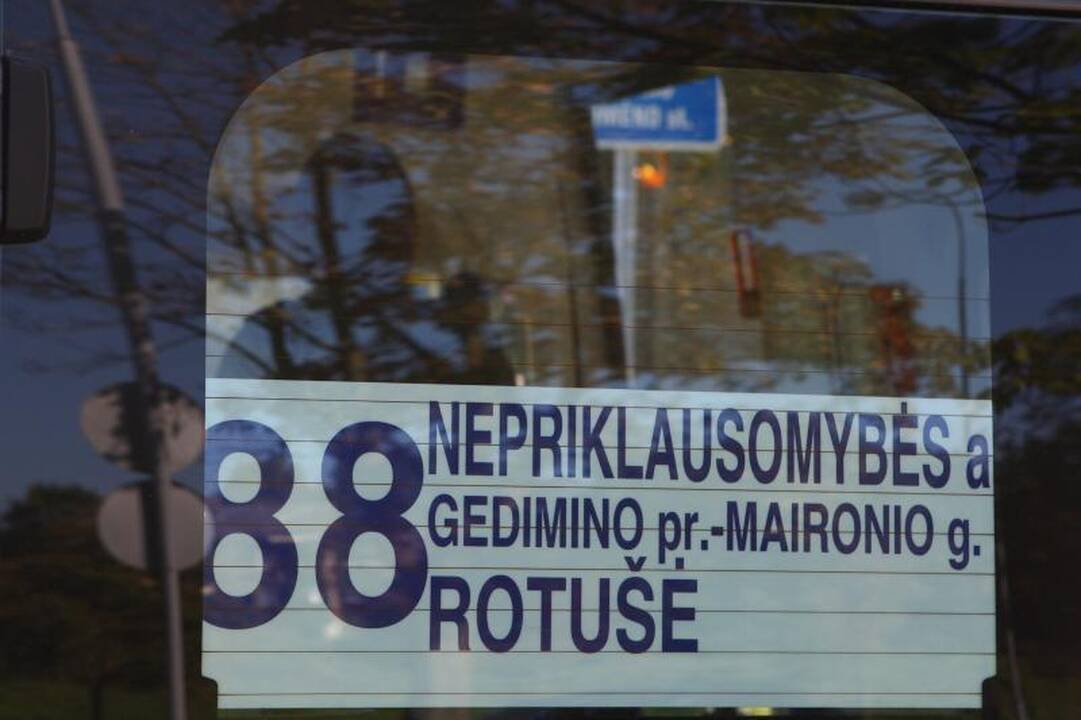 88
NEPRIKLAUSOMYBĖS a
GEDIMINO pr.-MAIRONIO g.
ROTUŠĖ